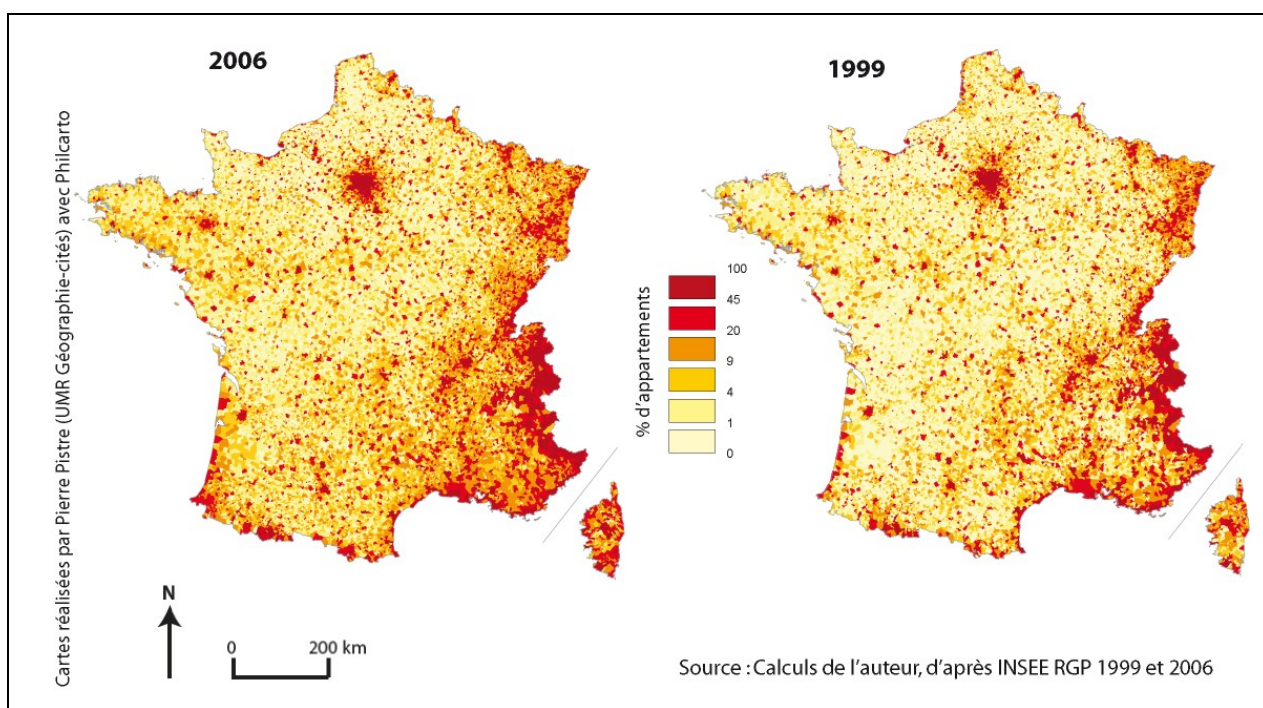 2006
1999
Cartes réalisées par Pierre Pistre (UMR Géographie-cités) avec Philcarto
% d'appartements
100
45
20
9
4
1
0
N
0 200 km
Source : Calculs de l'auteur, d'après INSEE RGP 1999 et 2006